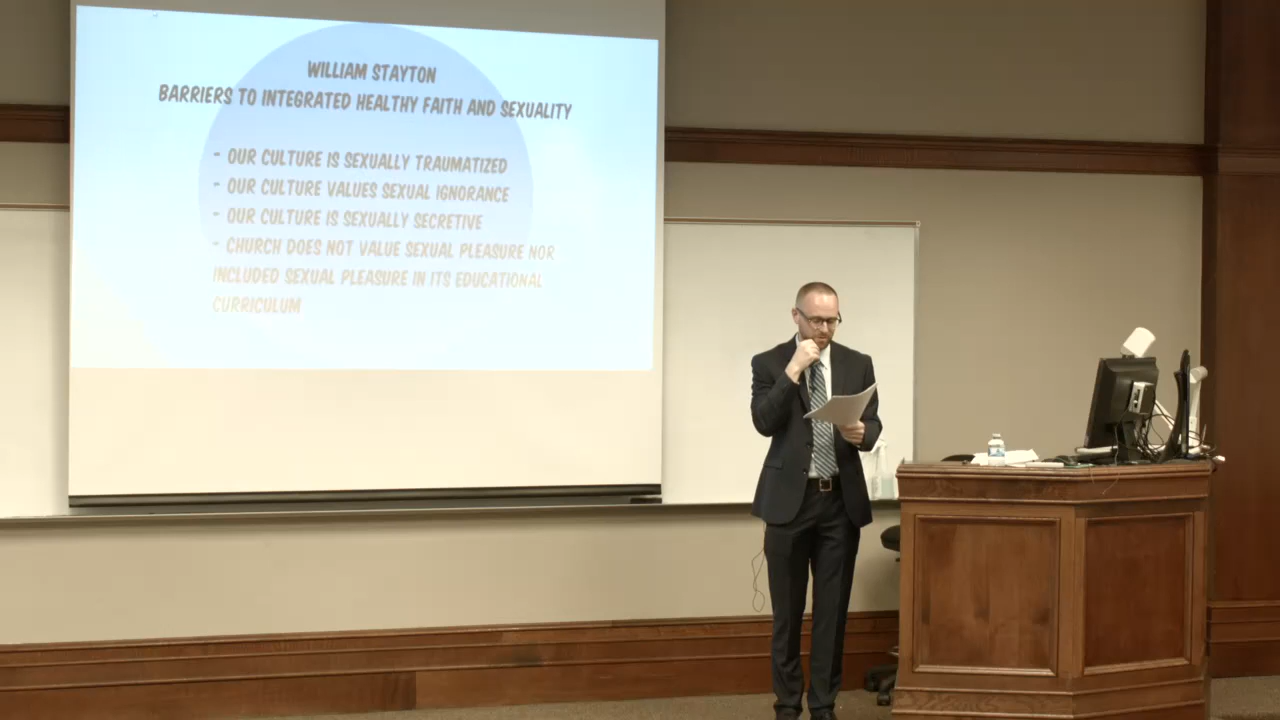 WILLIAM STAYTON
BARRIERS TO INTEGRATED HEALTHY FAITH AND SEXUALITY
- OUR CULTURE IS SEXUALLY TRAUMATIZED
- OUR CULTURE VALUES SEXUAL IGNORANCE
- OUR CULTURE IS SEXUALLY SECRETIVE
- CHURCH DOES NOT VALUE SEXUAL PLEASURE NOR
INCLUDED SEXUAL PLEASURE IN ITS EDUCATIONAL
CURRICULUM